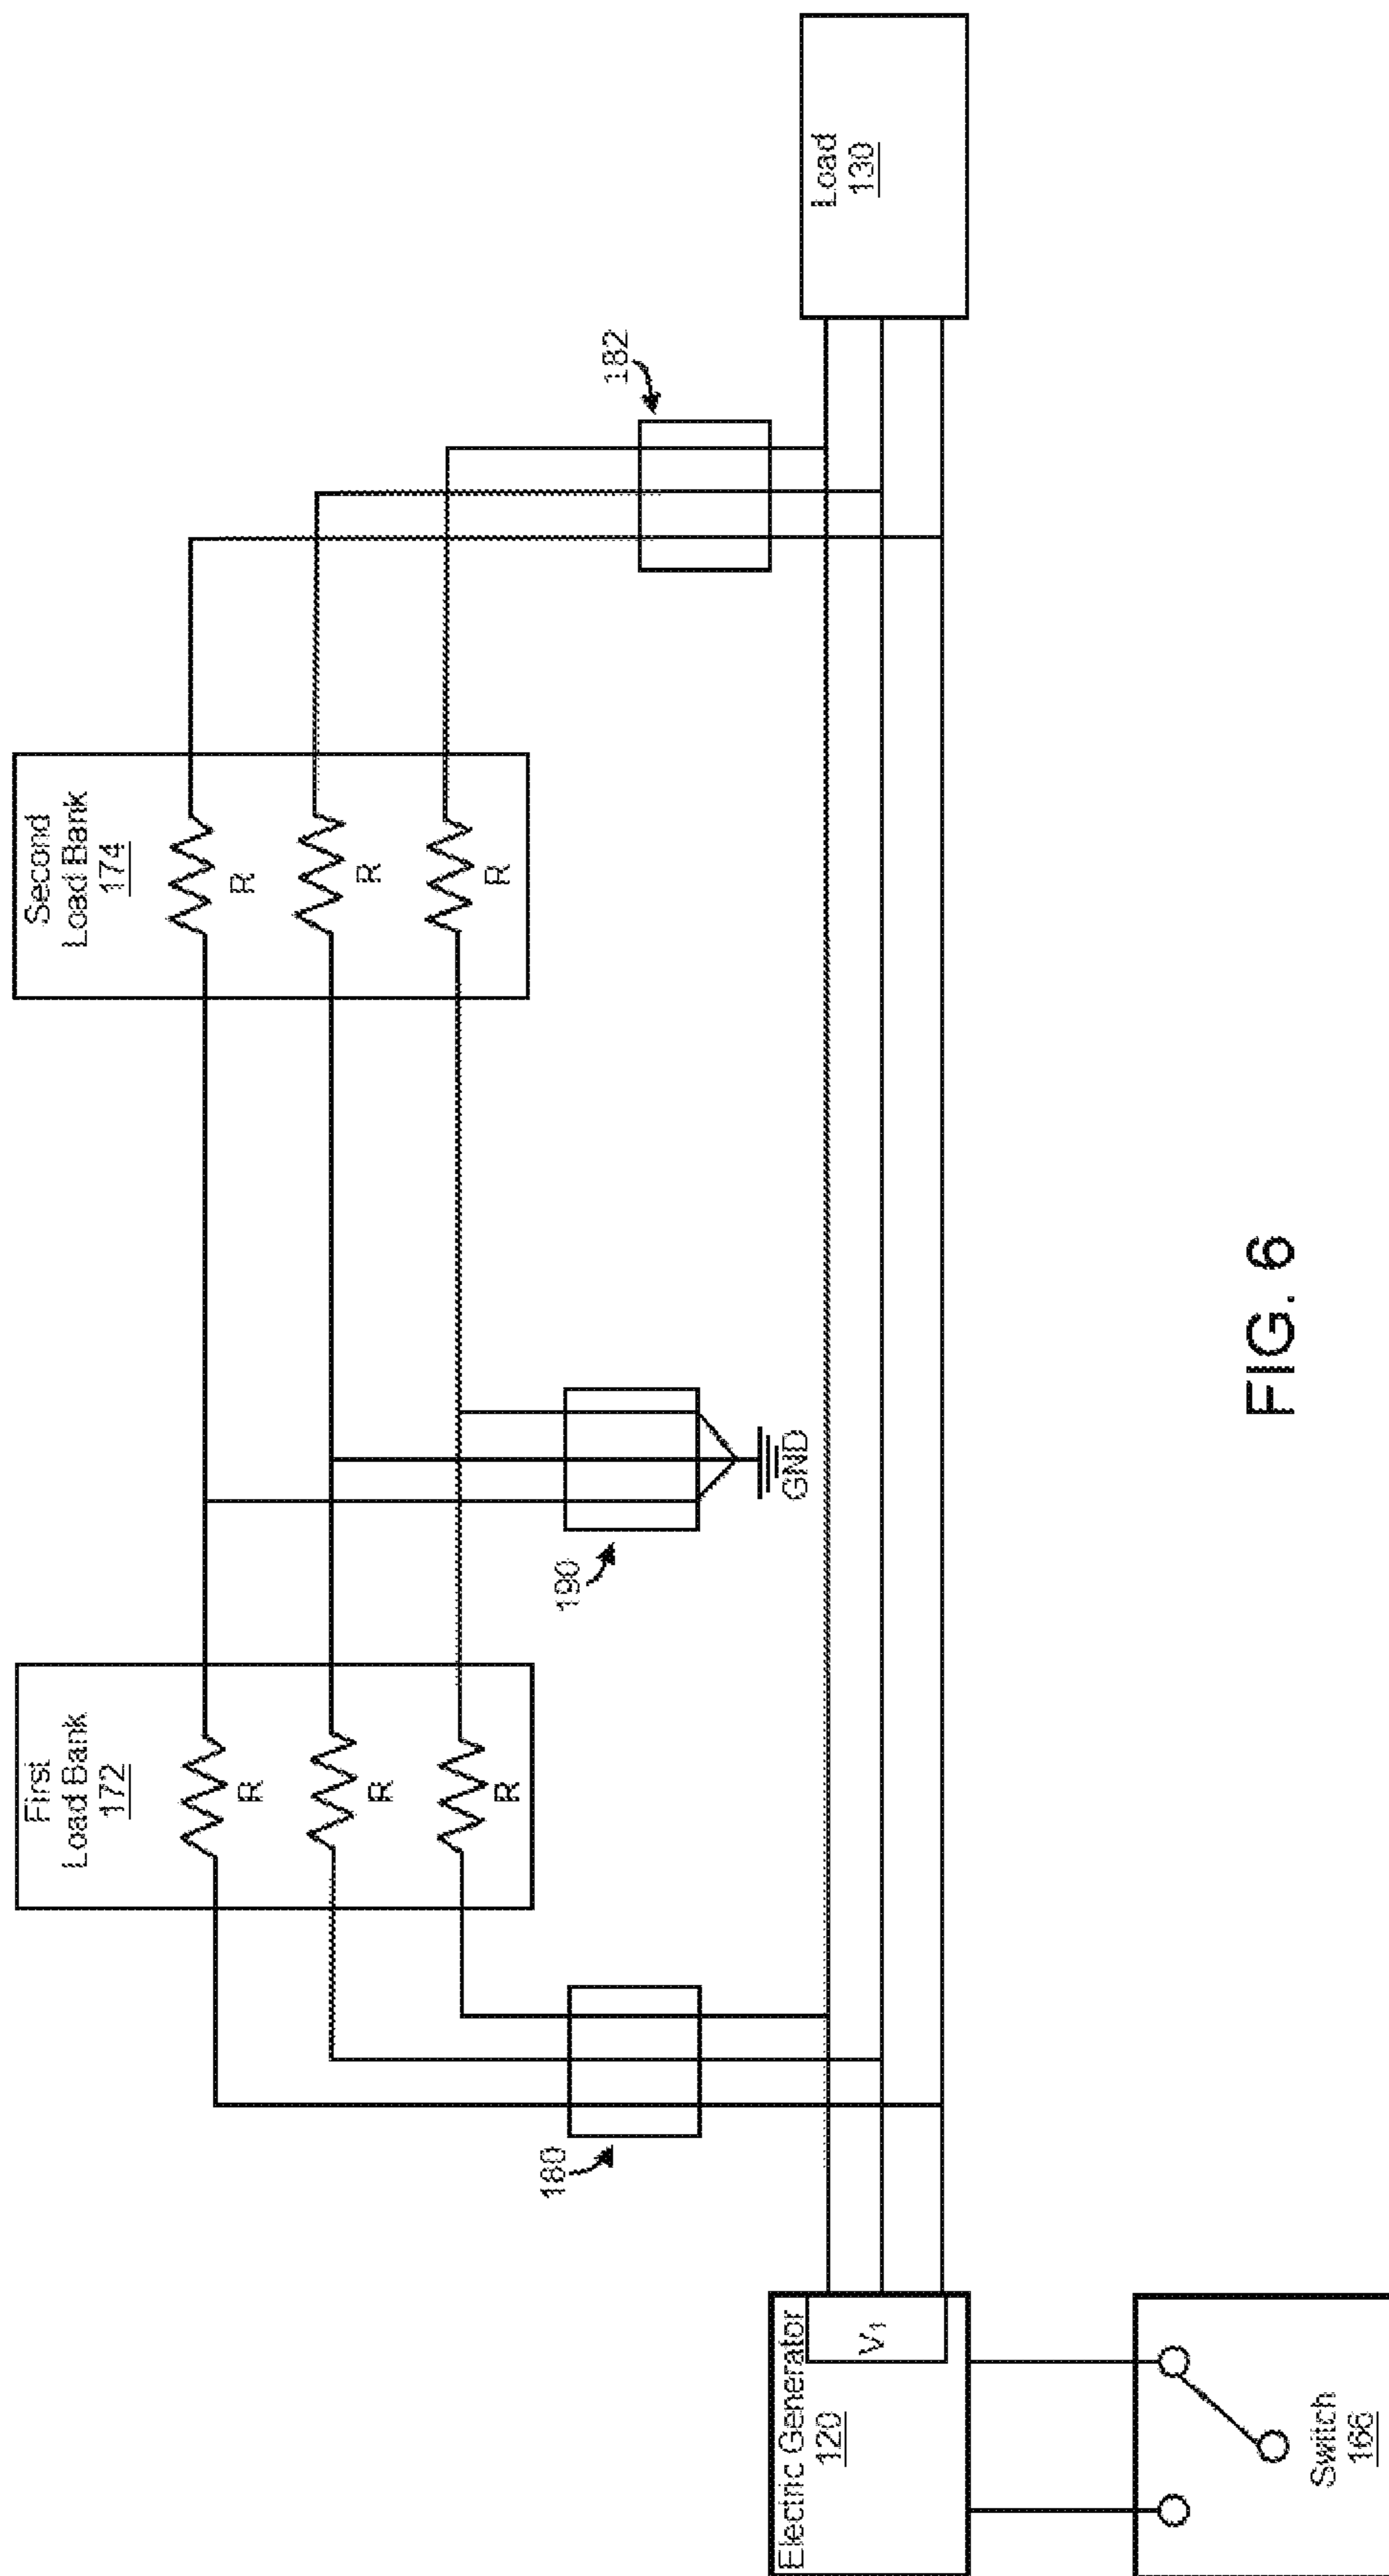 First
Load Bank
172
R
R
R
Second
Load Bank
174
R
R
R
180
190
GND
182
Electric Generator
120
V1
Load
130
Switch
166
FIG. 6